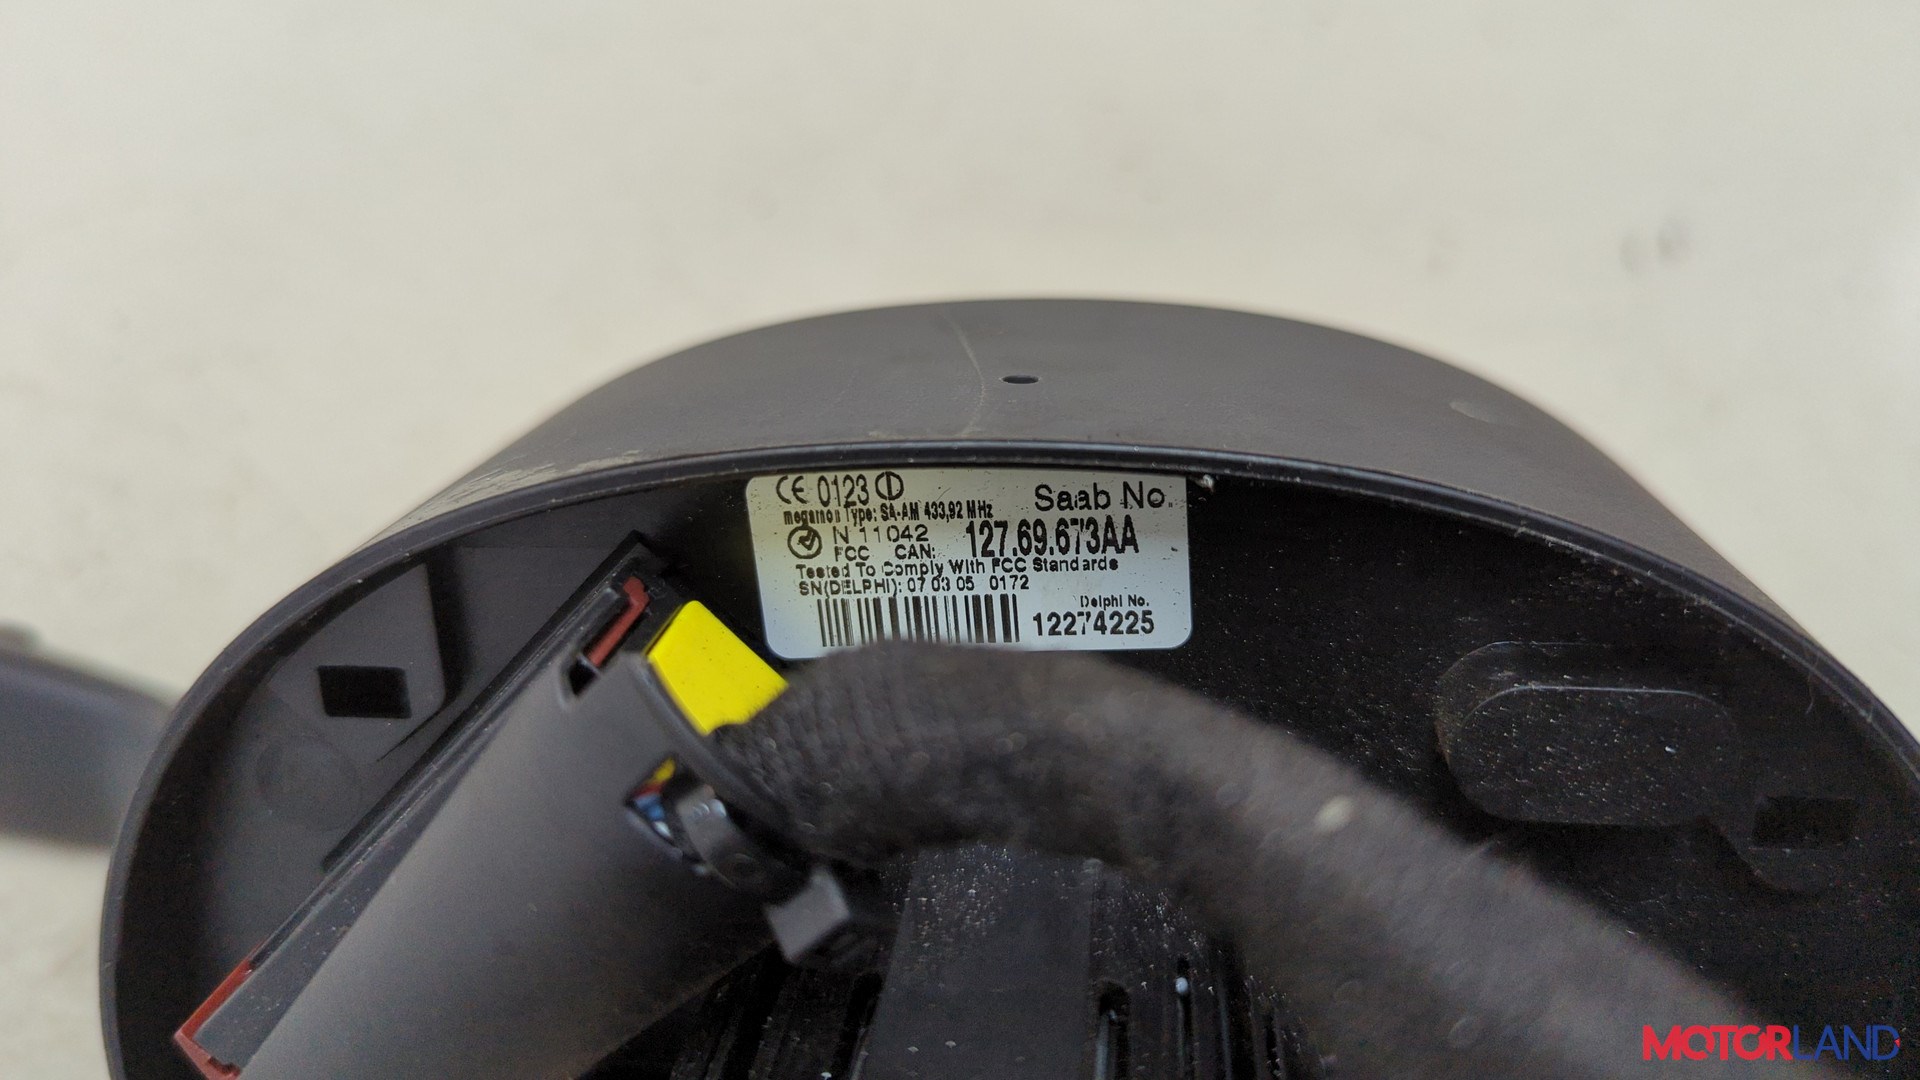 CE 0123
Saab No.
megamos Type: SA-AM 433,92 MHz
N 11042
127.69.673AA
FCC CAN:
Tested To Comply With FCC Standards
SN(DELPHI): 07 03 05 0172
Delphi No.
12274225
MOTORLAND